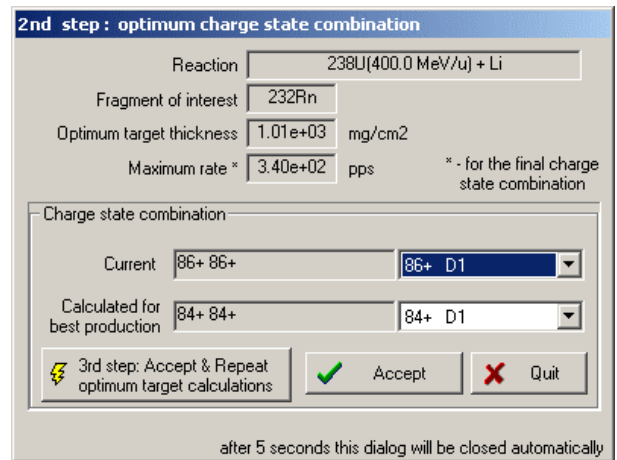 2nd step : optimum charge state combination
Reaction 238U(400.0 MeV/u) + Li
Fragment of interest 232Rn
Optimum target thickness 1.01e+03 mg/cm2
Maximum rate * 3.40e+02 pps
* - for the final charge
state combination
Charge state combination
Current 86+ 86+ 86+ D1
Calculated for
best production 84+ 84+ 84+ D1
3rd step: Accept & Repeat
optimum target calculations
Accept
Quit
after 5 seconds this dialog will be closed automatically